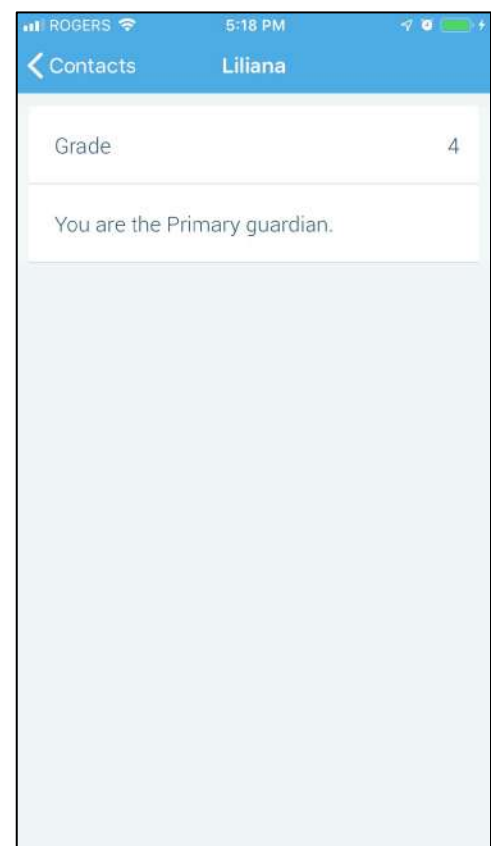 ROGERS 5:18 PM
Contacts Liliana
Grade 4
You are the Primary guardian.